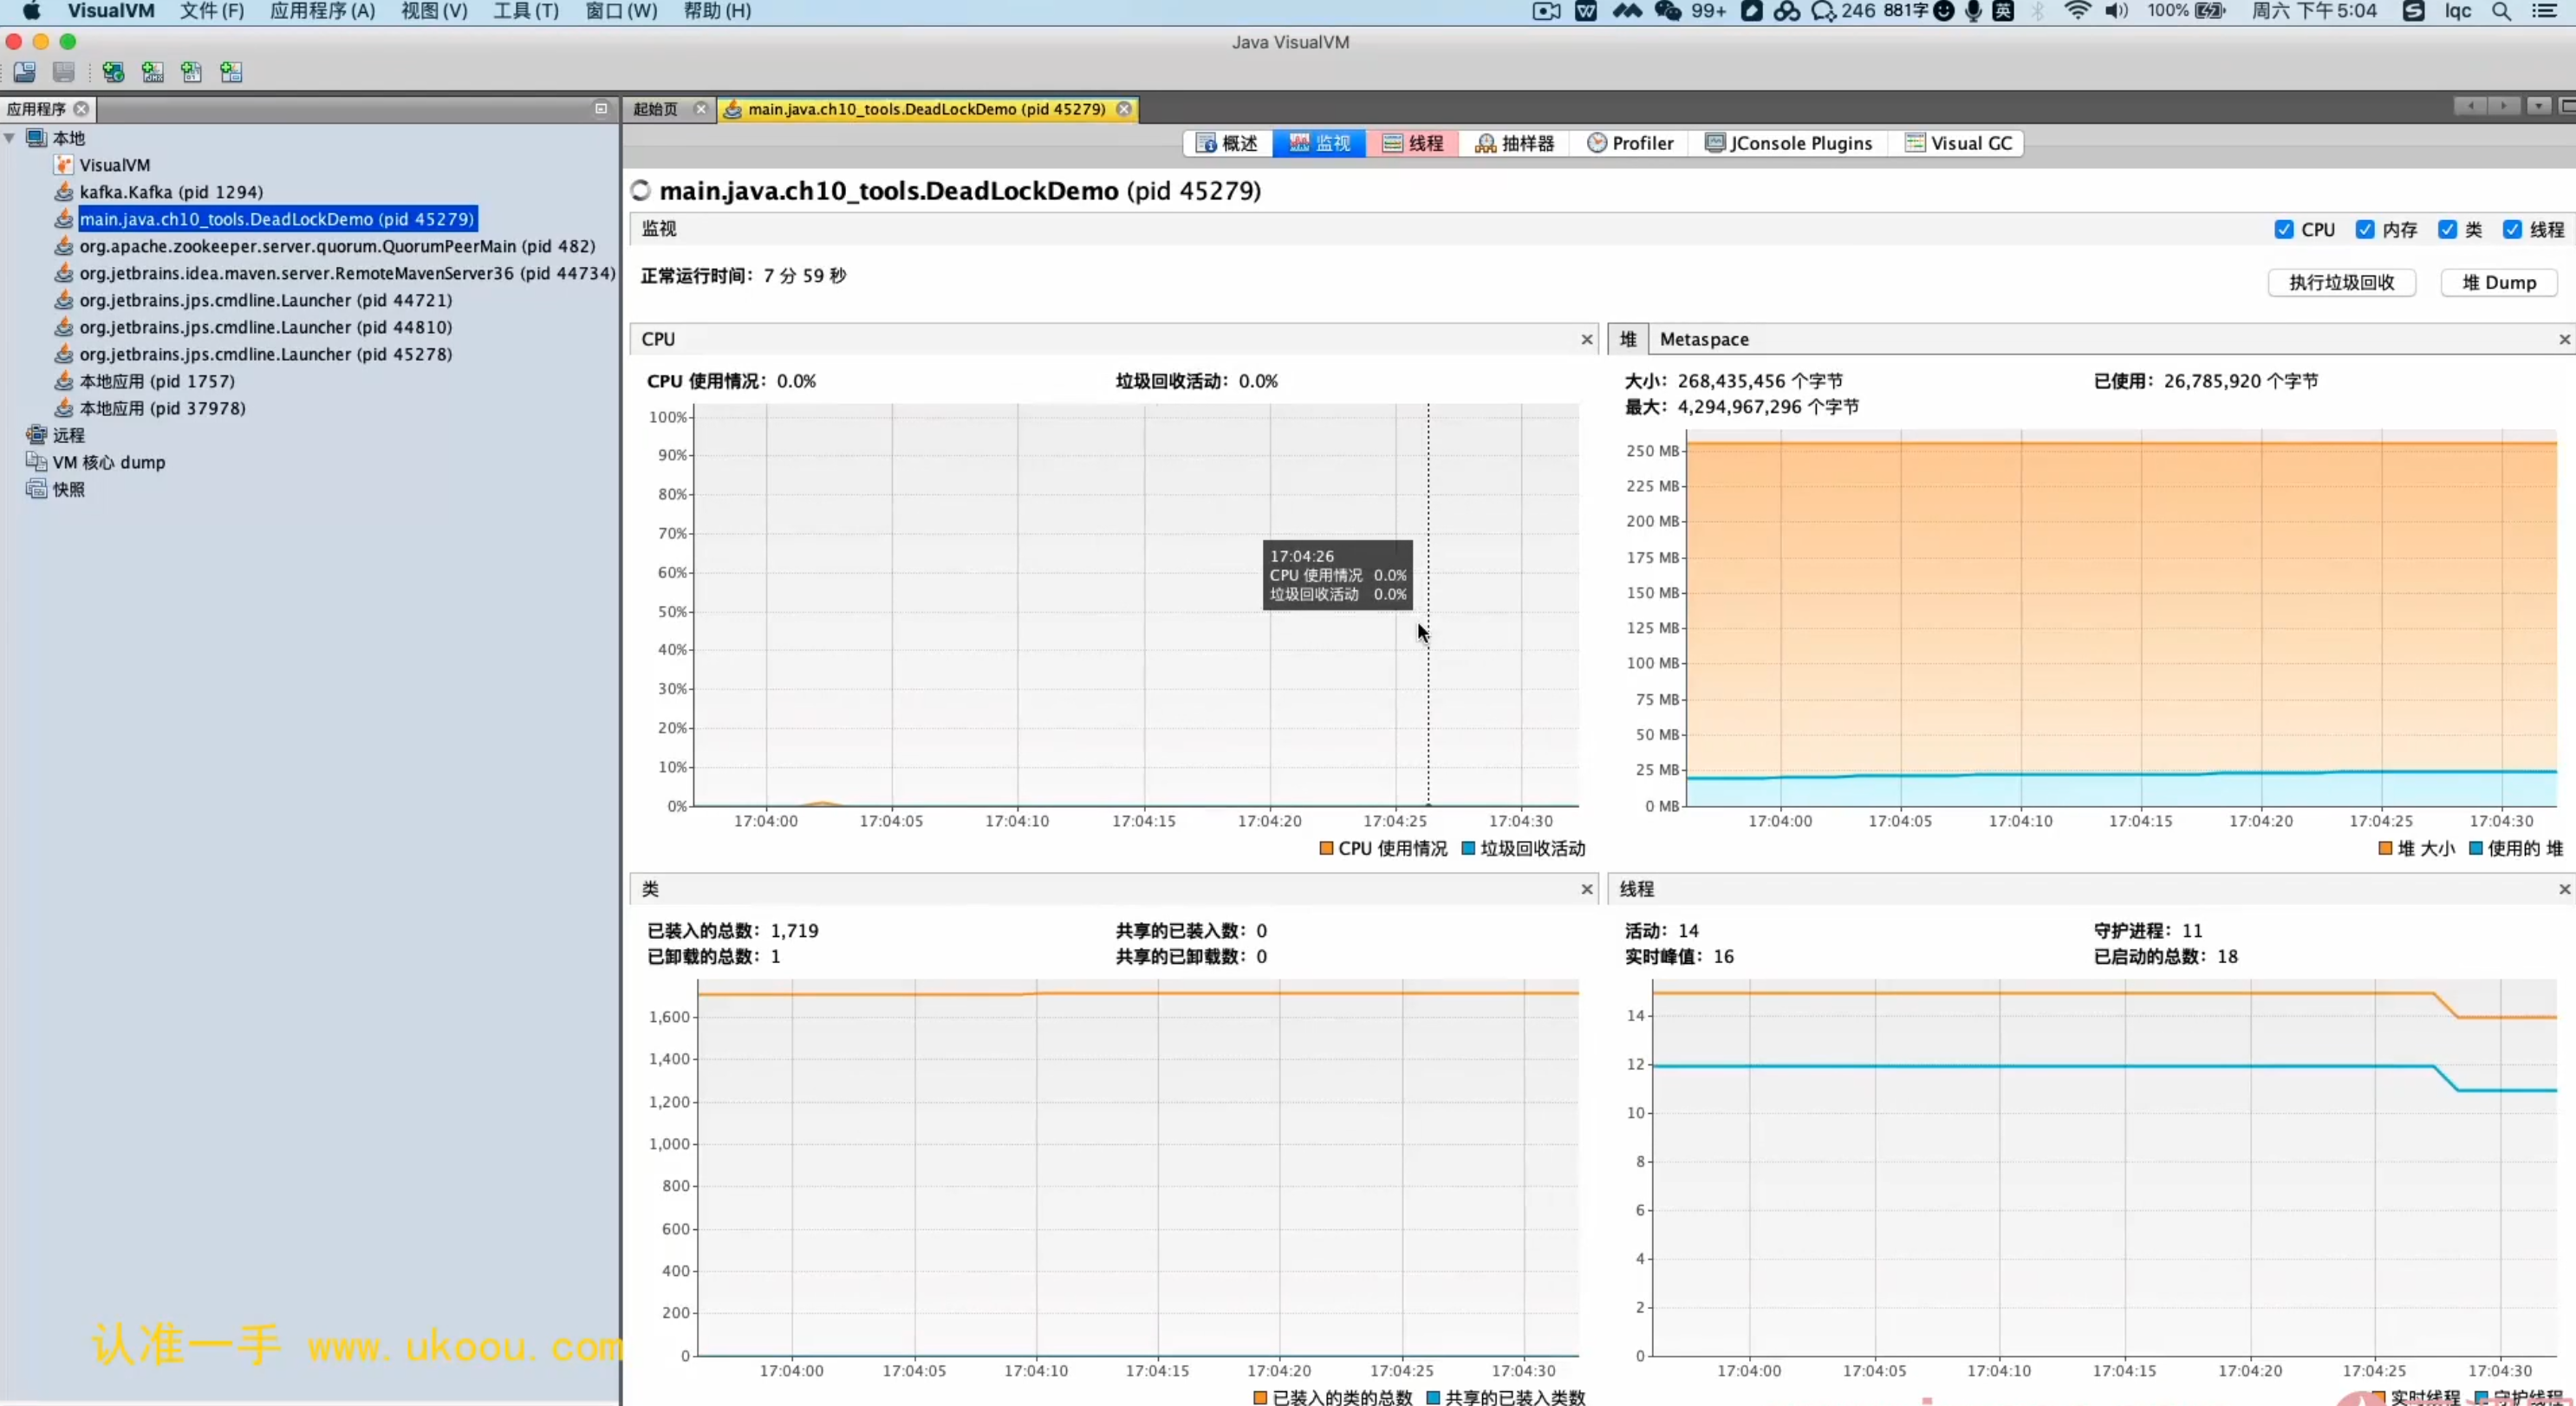 VisualVM 文件(F) 应用程序(A) 视图(V) 工具(T) 窗口(W) 帮助(H) 99+ 246 881字 英 100% 周六 下午5:04 lqc
Java VisualVM
应用程序
起始页 main.java.ch10_tools.DeadLockDemo (pid 45279)
本地
VisualVM
kafka.Kafka (pid 1294)
main.java.ch10_tools.DeadLockDemo (pid 45279)
org.apache.zookeeper.server.quorum.QuorumPeerMain (pid 482)
org.jetbrains.idea.maven.server.RemoteMavenServer36 (pid 44734)
org.jetbrains.jps.cmdline.Launcher (pid 44721)
org.jetbrains.jps.cmdline.Launcher (pid 44810)
org.jetbrains.jps.cmdline.Launcher (pid 45278)
本地应用 (pid 1757)
本地应用 (pid 37978)
远程
VM 核心 dump
快照
概述 监视 线程 抽样器 Profiler JConsole Plugins Visual GC
main.java.ch10_tools.DeadLockDemo (pid 45279)
监视 CPU 内存 类 线程
正常运行时间：7 分 59 秒
执行垃圾回收 堆 Dump
CPU
CPU 使用情况：0.0% 垃圾回收活动：0.0%
100%
90%
80%
70%
60%
50%
40%
30%
20%
10%
0%
17:04:26
CPU 使用情况 0.0%
垃圾回收活动 0.0%
17:04:00 17:04:05 17:04:10 17:04:15 17:04:20 17:04:25 17:04:30
CPU 使用情况 垃圾回收活动
堆 Metaspace
大小：268,435,456 个字节 已使用：26,785,920 个字节
最大：4,294,967,296 个字节
250 MB
225 MB
200 MB
175 MB
150 MB
125 MB
100 MB
75 MB
50 MB
25 MB
0 MB
17:04:00 17:04:05 17:04:10 17:04:15 17:04:20 17:04:25 17:04:30
堆 大小 使用的 堆
类
已装入的总数：1,719 共享的已装入数：0
已卸载的总数：1 共享的已卸载数：0
1,600
1,400
1,200
1,000
800
600
400
200
0
17:04:00 17:04:05 17:04:10 17:04:15 17:04:20 17:04:25 17:04:30
已装入的类的总数 共享的已装入类数
线程
活动：14 守护进程：11
实时峰值：16 已启动的总数：18
14
12
10
8
6
4
2
0
17:04:00 17:04:05 17:04:10 17:04:15 17:04:20 17:04:25 17:04:30
实时线程 守护线程
认准一手 www.ukoou.com